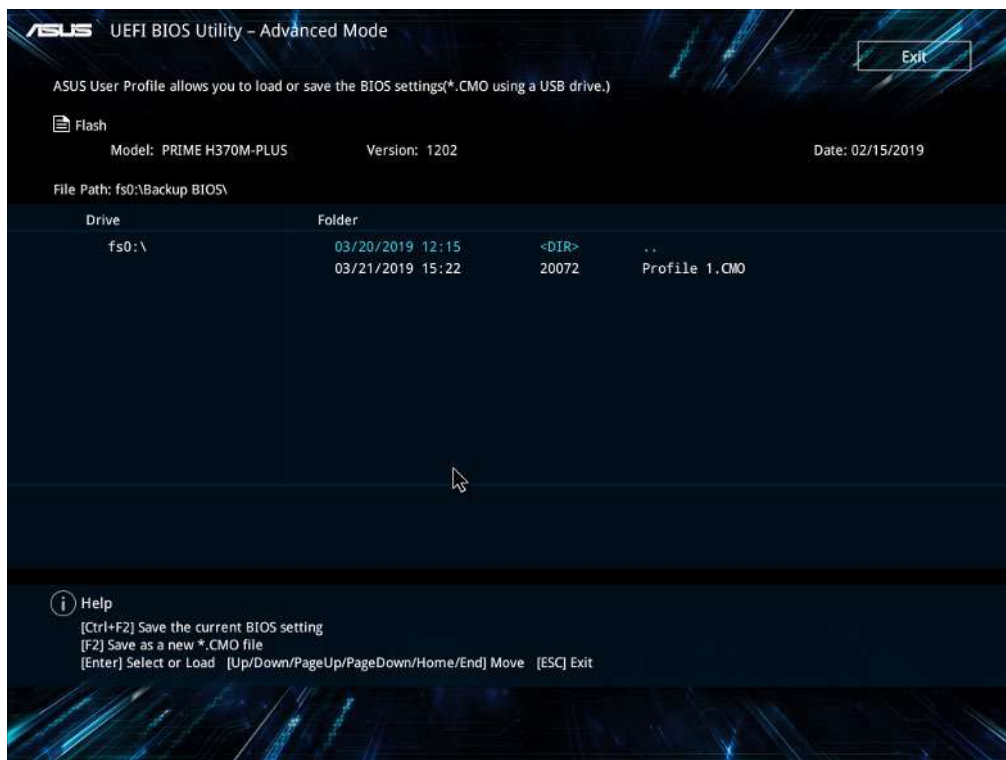 ASUS UEFI BIOS Utility – Advanced Mode
Exit
ASUS User Profile allows you to load or save the BIOS settings(*.CMO using a USB drive.)
Flash
Model: PRIME H370M-PLUS Version: 1202 Date: 02/15/2019
File Path: fs0:\Backup BIOS\
Drive Folder
fs0:\ 03/20/2019 12:15 <DIR> ..
03/21/2019 15:22 20072 Profile 1.CMO
i Help
[Ctrl+F2] Save the current BIOS setting
[F2] Save as a new *.CMO file
[Enter] Select or Load [Up/Down/PageUp/PageDown/Home/End] Move [ESC] Exit